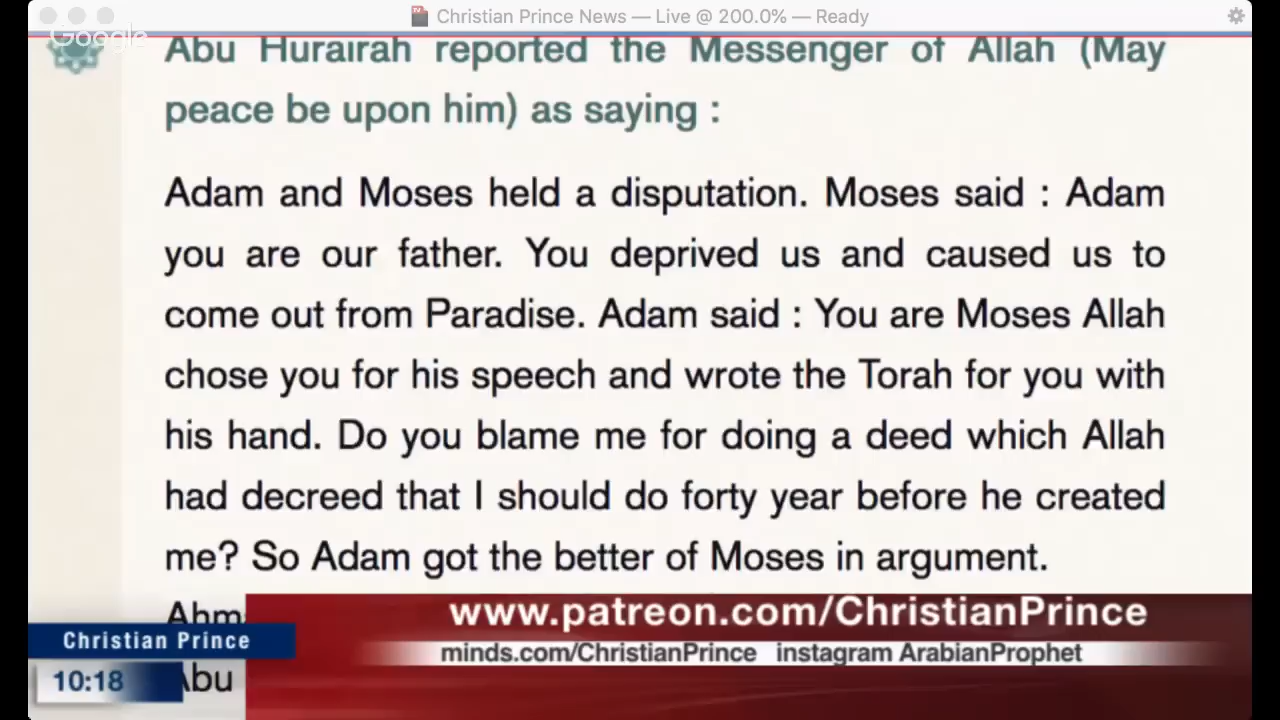 Christian Prince News — Live @ 200.0% — Ready
Google
Abu Hurairah reported the Messenger of Allah (May
peace be upon him) as saying :
Adam and Moses held a disputation. Moses said : Adam
you are our father. You deprived us and caused us to
come out from Paradise. Adam said : You are Moses Allah
chose you for his speech and wrote the Torah for you with
his hand. Do you blame me for doing a deed which Allah
had decreed that I should do forty year before he created
me? So Adam got the better of Moses in argument.
www.patreon.com/ChristianPrince
Christian Prince
minds.com/ChristianPrince instagram ArabianProphet
10:18
Abu